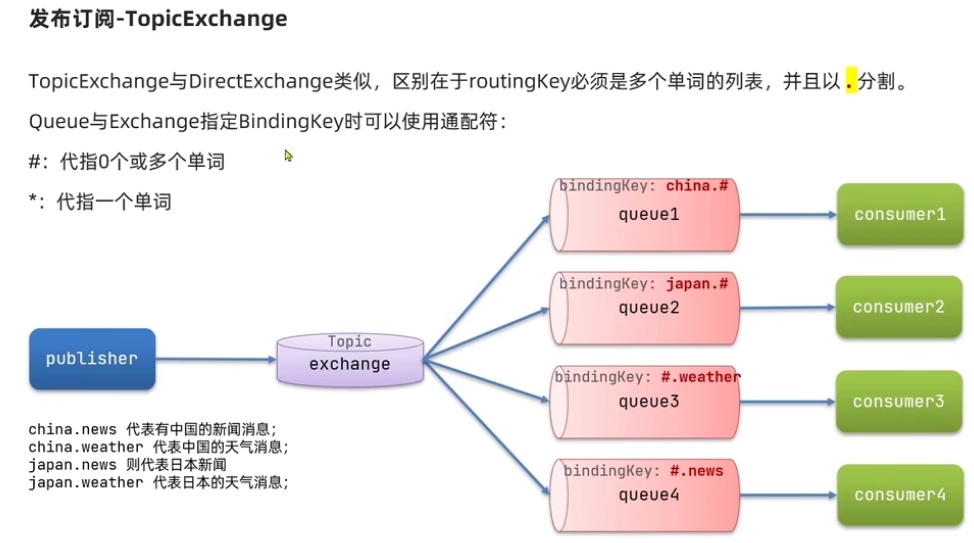 发布订阅-TopicExchange
TopicExchange与DirectExchange类似，区别在于routingKey必须是多个单词的列表，并且以 . 分割。
Queue与Exchange指定BindingKey时可以使用通配符：
#：代指0个或多个单词
*：代指一个单词
bindingKey: china.#
queue1
consumer1
bindingKey: japan.#
queue2
consumer2
publisher
Topic
exchange
bindingKey: #.weather
queue3
consumer3
china.news 代表有中国的新闻消息;
china.weather 代表中国的天气消息;
japan.news 则代表日本新闻
japan.weather 代表日本的天气消息;
bindingKey: #.news
queue4
consumer4